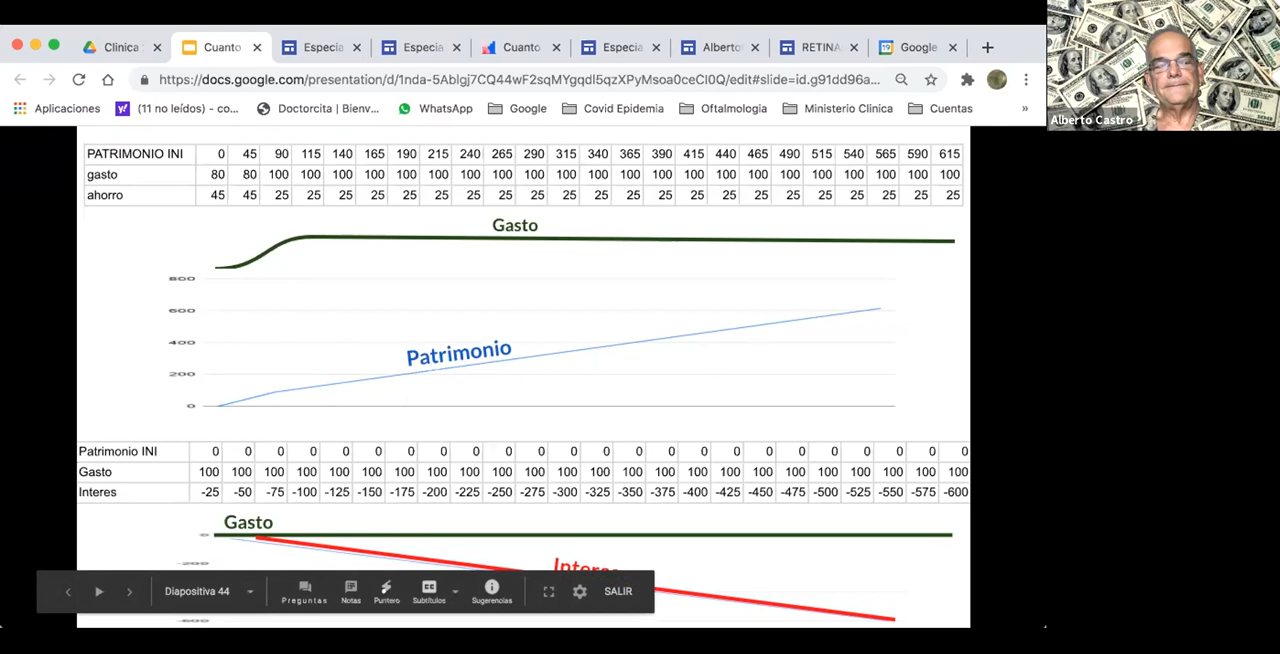 Clinica
Cuanto
Especia
Especia
Cuanto
Especia
Alberto
RETINA
Google
https://docs.google.com/presentation/d/1nda-5Ablgj7CQ44wF2sqMYgqdl5qzXPyMsoa0ceCl0Q/edit#slide=id.g91dd96a...
Aplicaciones
(11 no leídos) - co...
Doctorcita | Bienv...
WhatsApp
Google
Covid Epidemia
Oftalmologia
Ministerio Clinica
Cuentas
»
Alberto Castro
PATRIMONIO INI 0 45 90 115 140 165 190 215 240 265 290 315 340 365 390 415 440 465 490 515 540 565 590 615
gasto 80 80 100 100 100 100 100 100 100 100 100 100 100 100 100 100 100 100 100 100 100 100 100 100
ahorro 45 45 25 25 25 25 25 25 25 25 25 25 25 25 25 25 25 25 25 25 25 25 25 25
Gasto
800
600
400
200
0
Patrimonio
Patrimonio INI 0 0 0 0 0 0 0 0 0 0 0 0 0 0 0 0 0 0 0 0 0 0 0 0
Gasto 100 100 100 100 100 100 100 100 100 100 100 100 100 100 100 100 100 100 100 100 100 100 100 100
Interes -25 -50 -75 -100 -125 -150 -175 -200 -225 -250 -275 -300 -325 -350 -375 -400 -425 -450 -475 -500 -525 -550 -575 -600
Gasto
0
-200
Interes
-600
Diapositiva 44
Preguntas
Notas
Puntero
Subtítulos
Sugerencias
SALIR